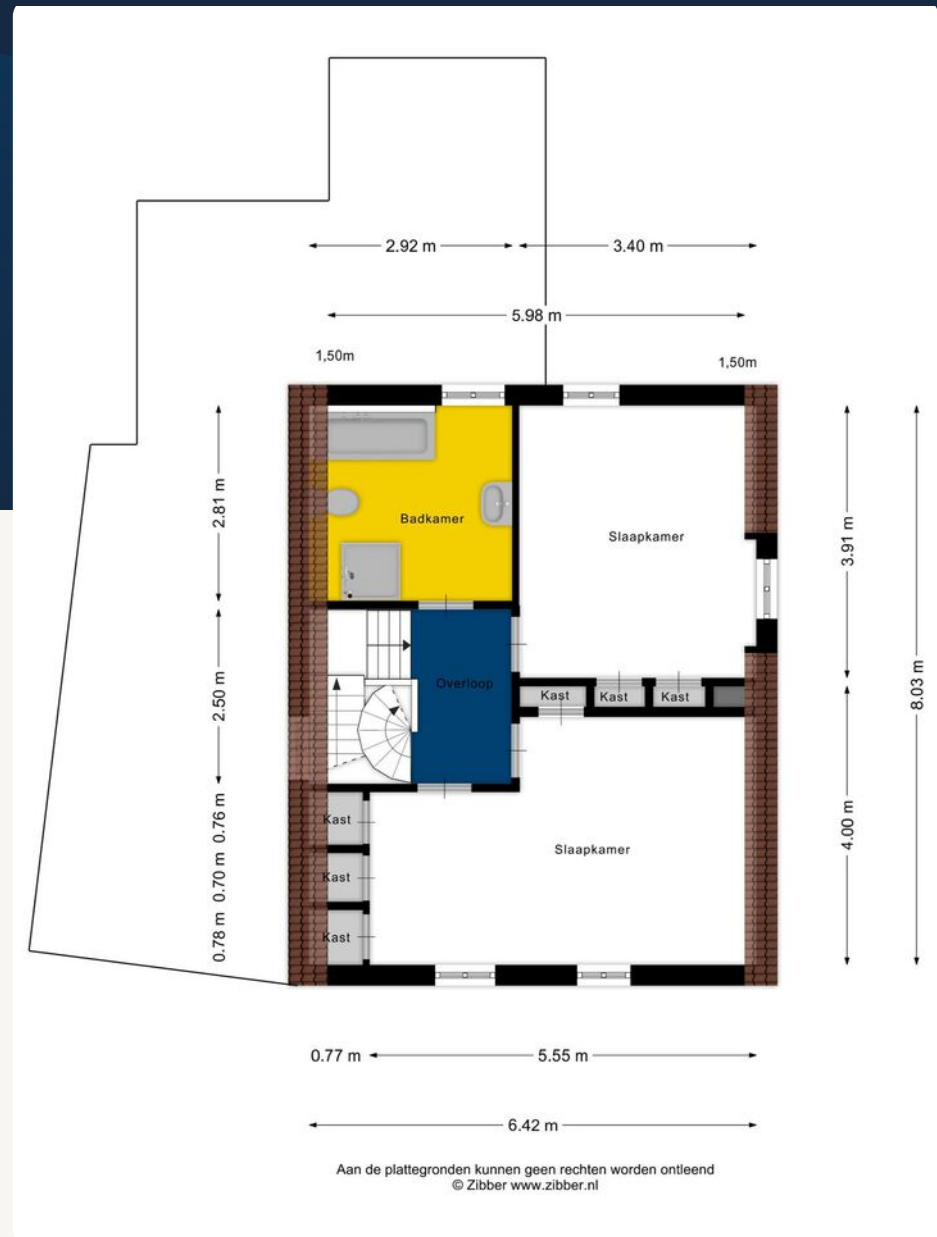 2.92 m
3.40 m
5.98 m
1,50m
1,50m
2.81 m
Badkamer
Slaapkamer
3.91 m
2.50 m
Overloop
Kast
Kast
Kast
8.03 m
0.76 m
Kast
4.00 m
Slaapkamer
0.70 m
Kast
0.78 m
Kast
0.77 m
5.55 m
6.42 m
Aan de plattegronden kunnen geen rechten worden ontleend
© Zibber www.zibber.nl